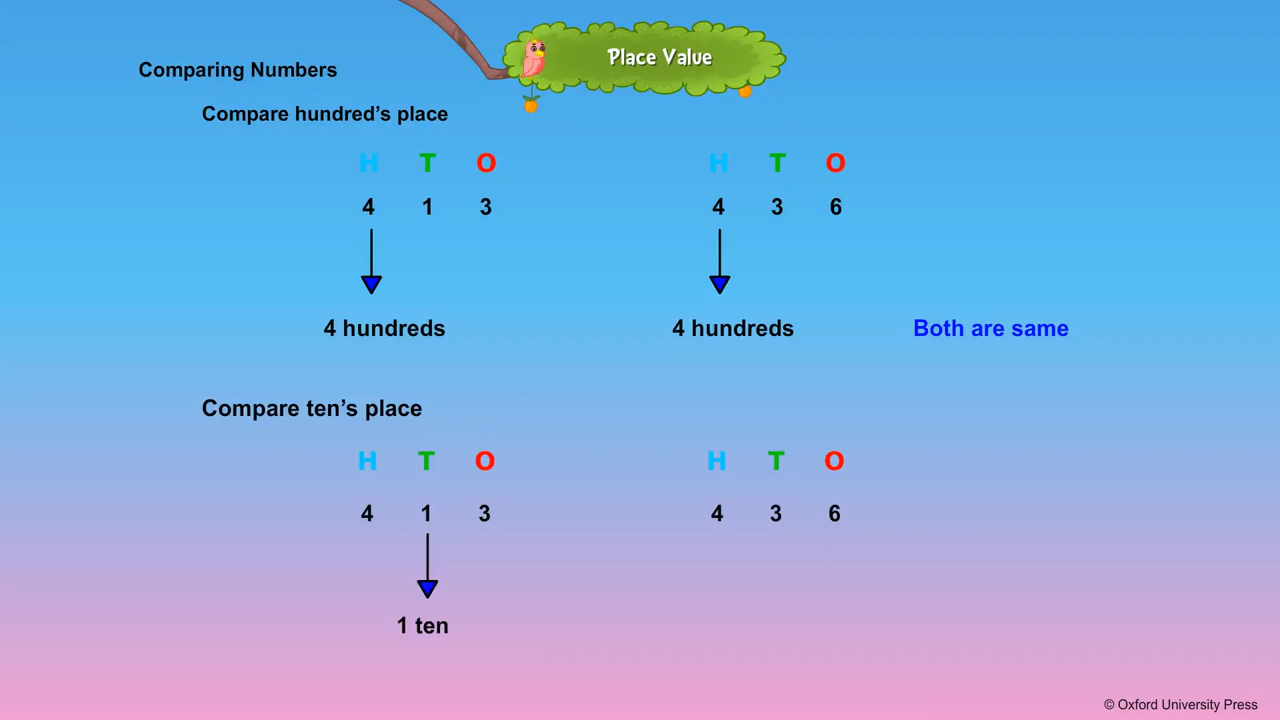 Place Value
Comparing Numbers
Compare hundred’s place
H T O H T O
4 1 3 4 3 6
4 hundreds 4 hundreds Both are same
Compare ten’s place
H T O H T O
4 1 3 4 3 6
1 ten
© Oxford University Press